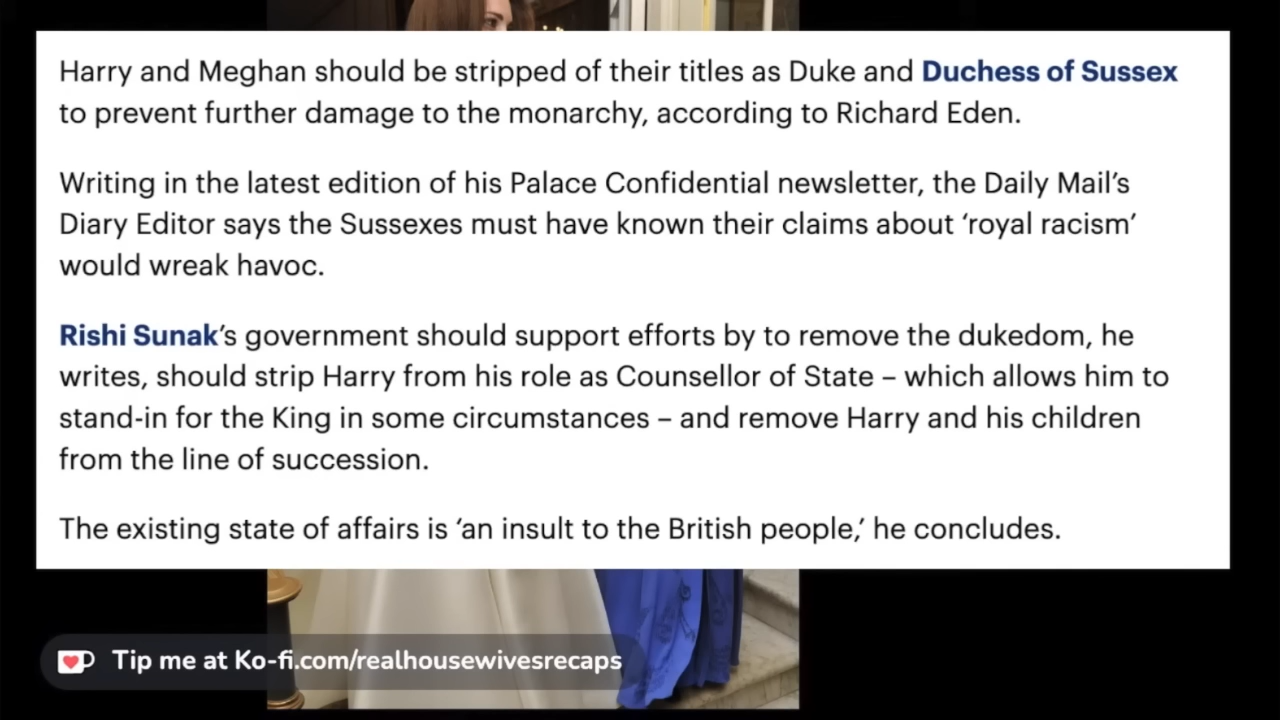 Harry and Meghan should be stripped of their titles as Duke and Duchess of Sussex
to prevent further damage to the monarchy, according to Richard Eden.
Writing in the latest edition of his Palace Confidential newsletter, the Daily Mail's
Diary Editor says the Sussexes must have known their claims about ‘royal racism’
would wreak havoc.
Rishi Sunak’s government should support efforts by to remove the dukedom, he
writes, should strip Harry from his role as Counsellor of State – which allows him to
stand-in for the King in some circumstances – and remove Harry and his children
from the line of succession.
The existing state of affairs is ‘an insult to the British people,’ he concludes.
Tip me at Ko-fi.com/realhousewivesrecaps